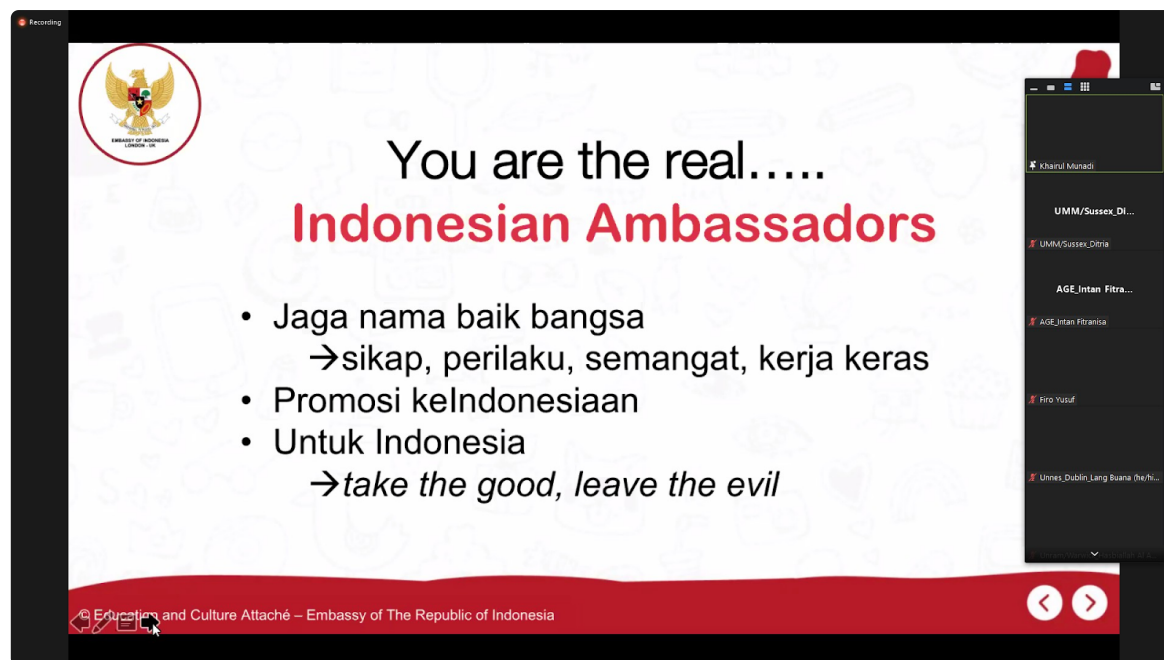 Recording
EMBASSY OF INDONESIA
LONDON - UK
You are the real.....
Indonesian Ambassadors
• Jaga nama baik bangsa
→sikap, perilaku, semangat, kerja keras
• Promosi keIndonesiaan
• Untuk Indonesia
→take the good, leave the evil
© Education and Culture Attaché – Embassy of The Republic of Indonesia
Khairul Munadi
UMM/Sussex_Di...
UMM/Sussex_Ditria
AGE_Intan Fitra...
AGE_Intan Fitranisa
Firo Yusuf
Unnes_Dublin_Lang Buana (he/hi...